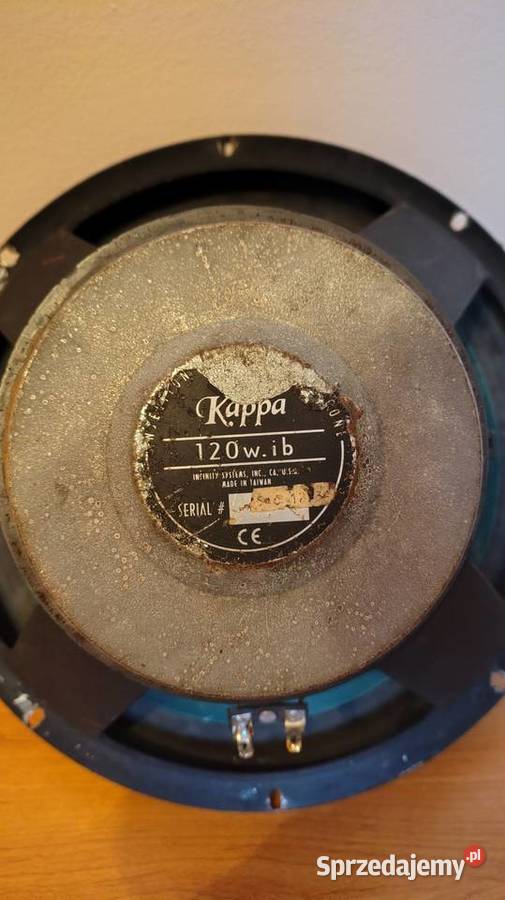 Kappa
120w.ib
INFINITY SYSTEMS, INC., CA, U.S.A.
MADE IN TAIWAN
SERIAL #
CE
Sprzedajemy.pl